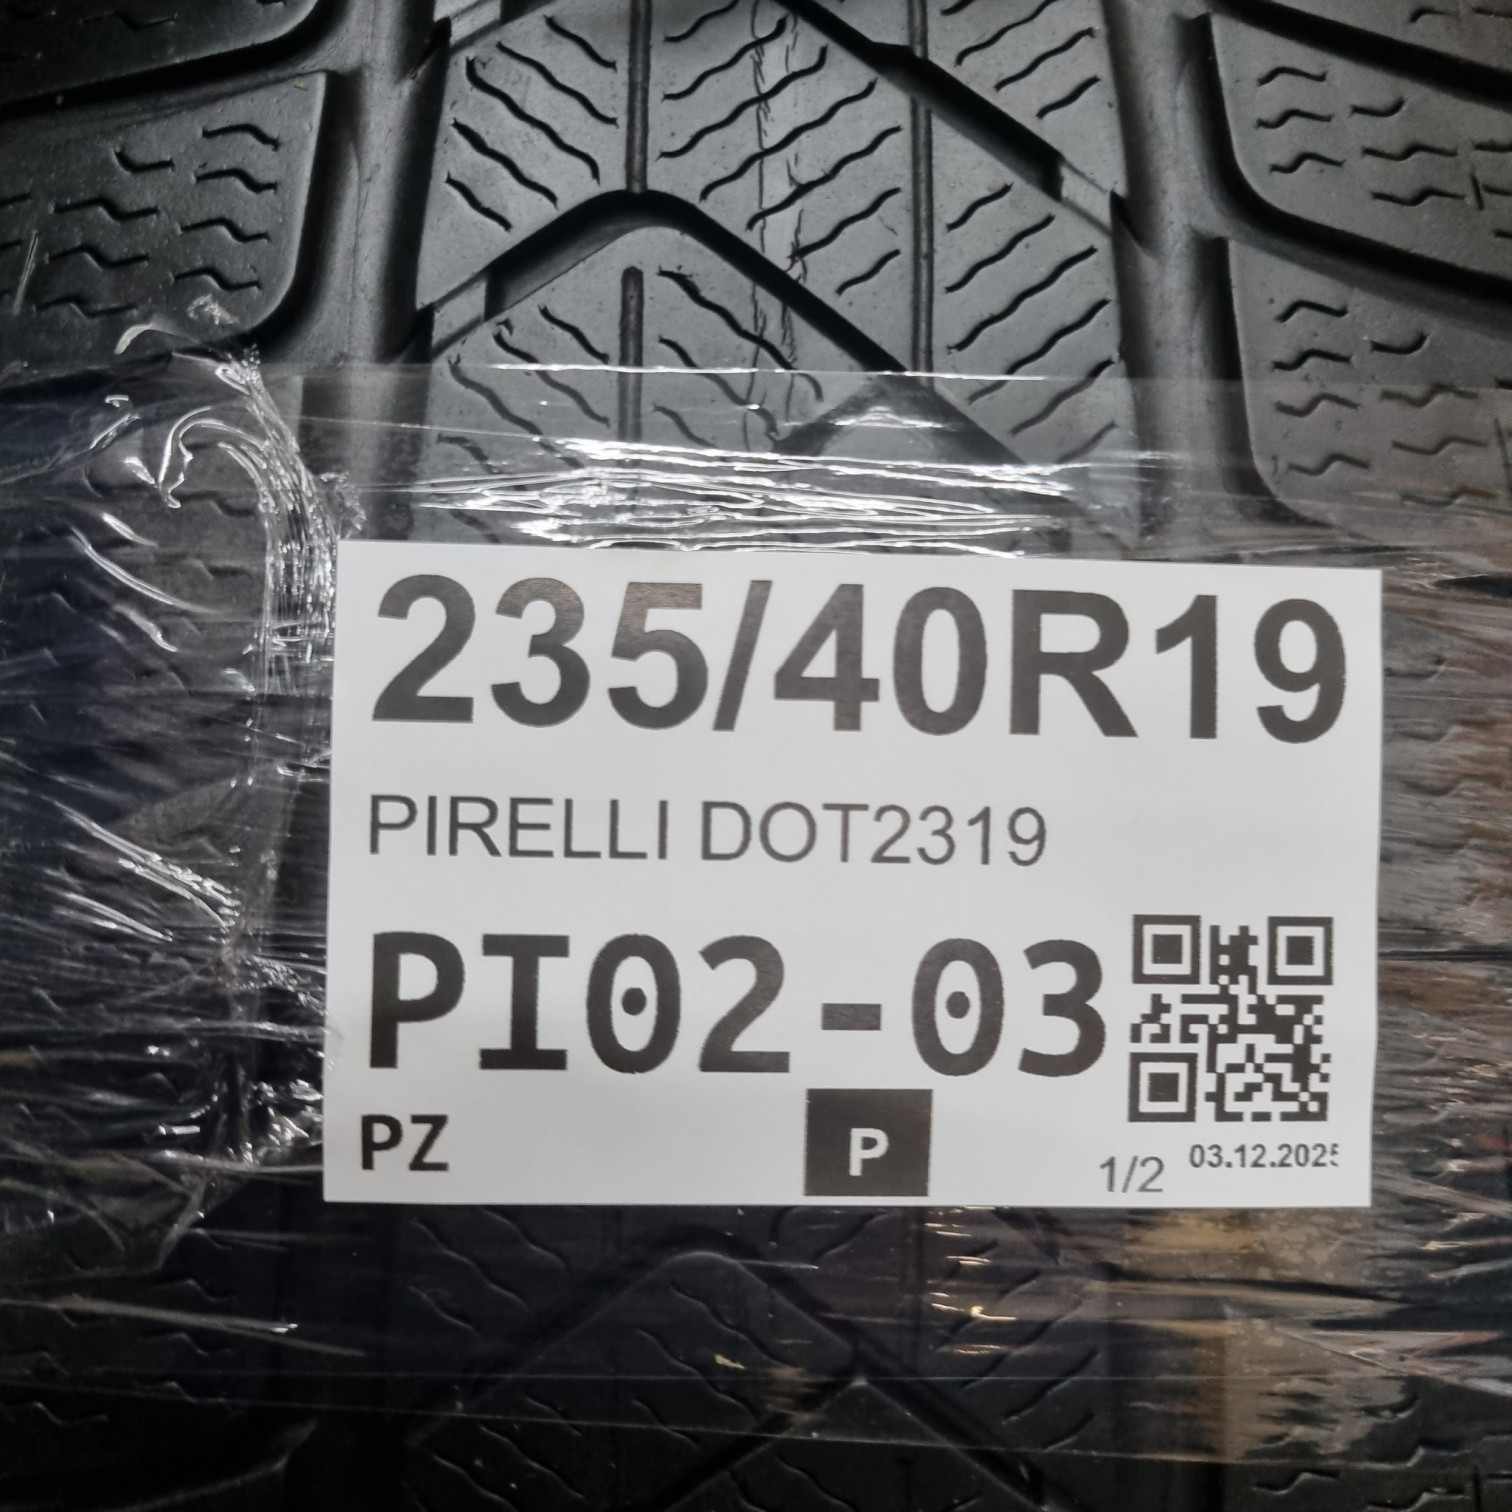 235/40R19
PIRELLI DOT2319
PI02-03
PZ
P
1/2
03.12.2025